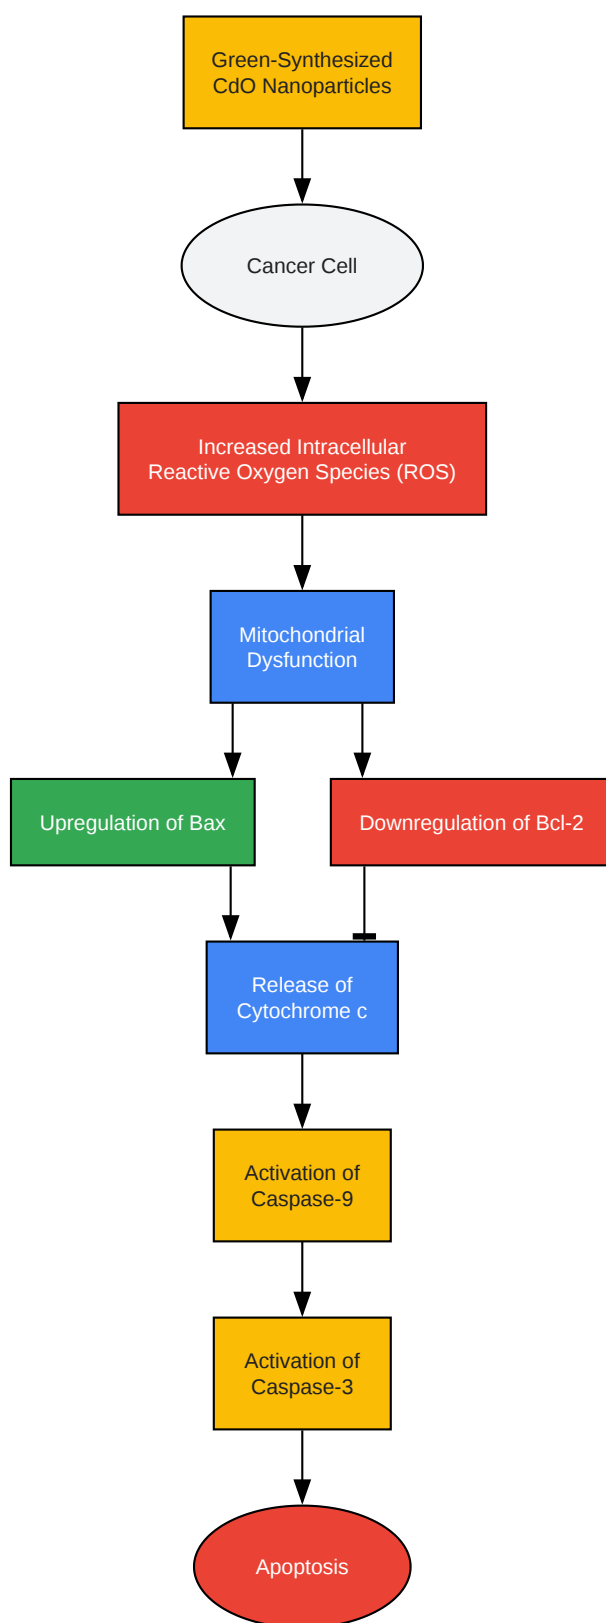 Green-Synthesized
CdO Nanoparticles
Cancer Cell
Increased Intracellular
Reactive Oxygen Species (ROS)
Mitochondrial
Dysfunction
Upregulation of Bax
Downregulation of Bcl-2
Release of
Cytochrome c
Activation of
Caspase-9
Activation of
Caspase-3
Apoptosis